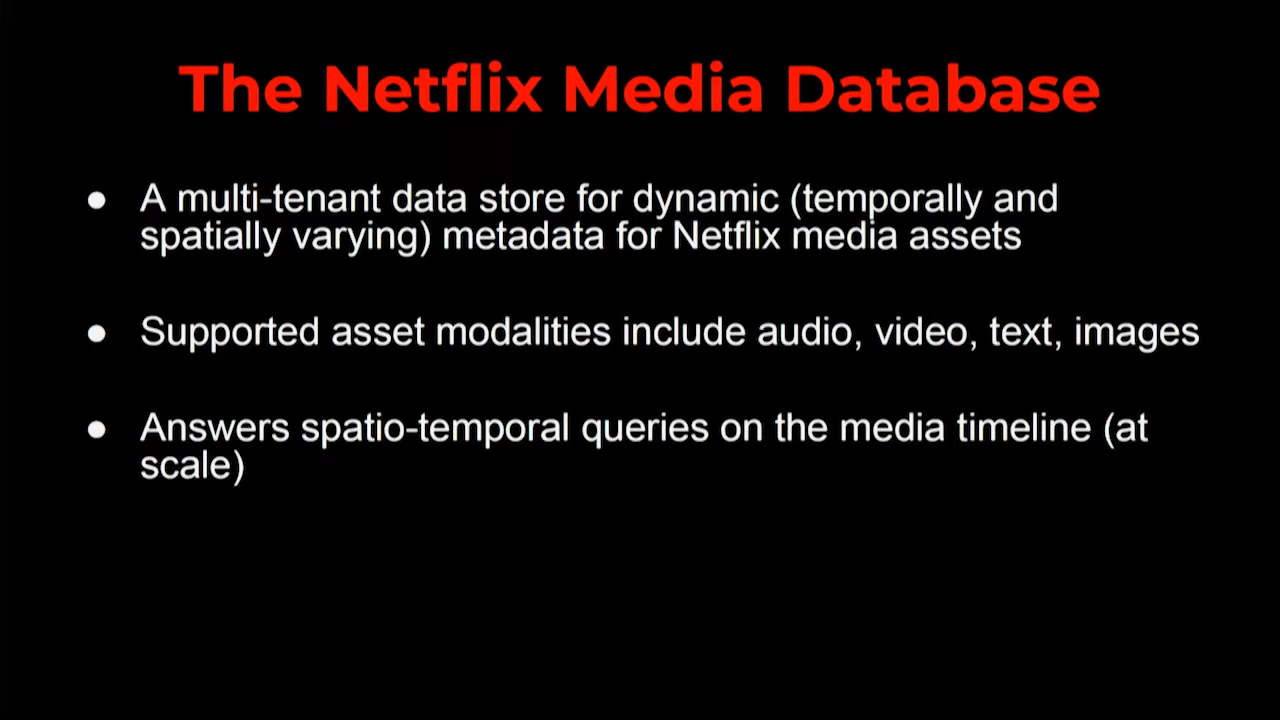 The Netflix Media Database
● A multi-tenant data store for dynamic (temporally and
spatially varying) metadata for Netflix media assets
● Supported asset modalities include audio, video, text, images
● Answers spatio-temporal queries on the media timeline (at
scale)